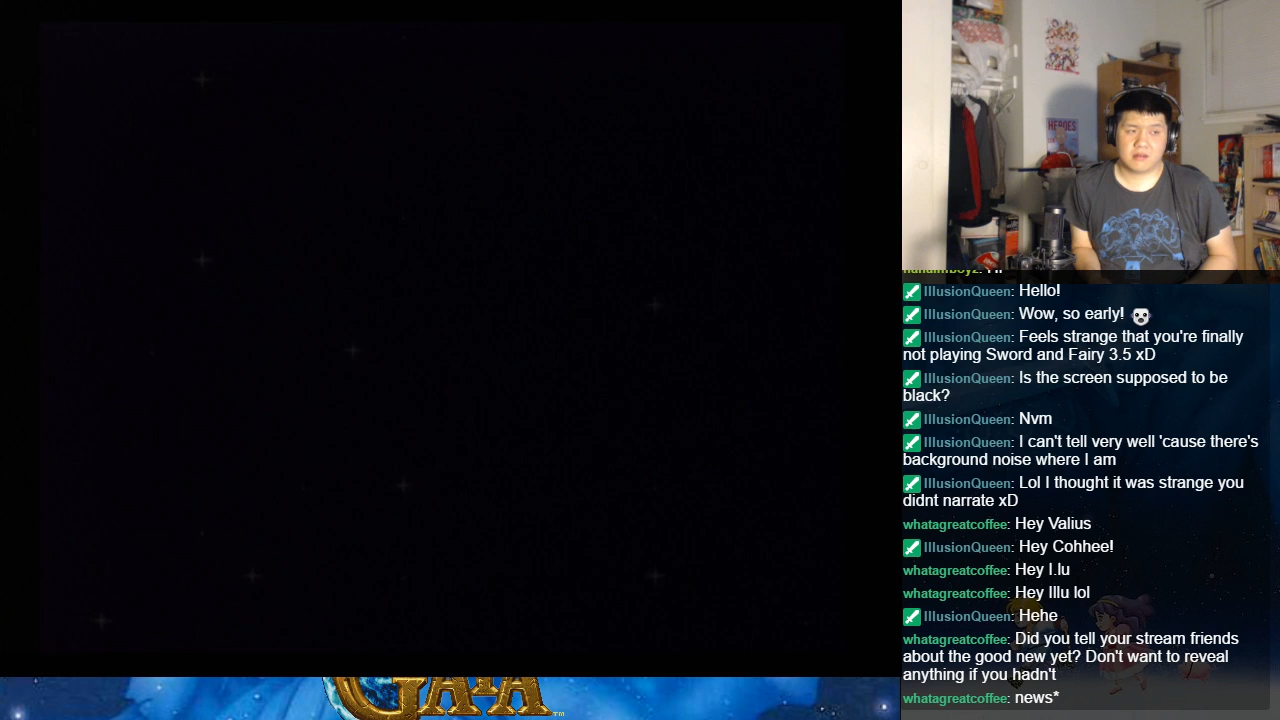 HEROES
IllusionQueen: Hello!
IllusionQueen: Wow, so early!
IllusionQueen: Feels strange that you're finally
not playing Sword and Fairy 3.5 xD
IllusionQueen: Is the screen supposed to be
black?
IllusionQueen: Nvm
IllusionQueen: I can't tell very well 'cause there's
background noise where I am
IllusionQueen: Lol I thought it was strange you
didnt narrate xD
whatagreatcoffee: Hey Valius
IllusionQueen: Hey Cohhee!
whatagreatcoffee: Hey I.lu
whatagreatcoffee: Hey Illu lol
IllusionQueen: Hehe
whatagreatcoffee: Did you tell your stream friends
about the good new yet? Don't want to reveal
anything if you hadn't
whatagreatcoffee: news*
GAIA™